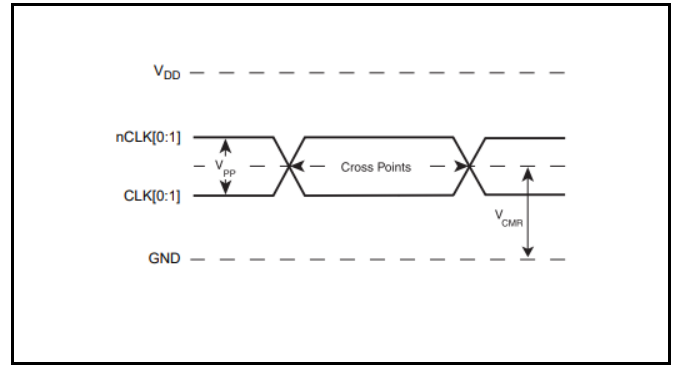 VDD
nCLK[0:1]
VPP
Cross Points
CLK[0:1]
VCMR
GND